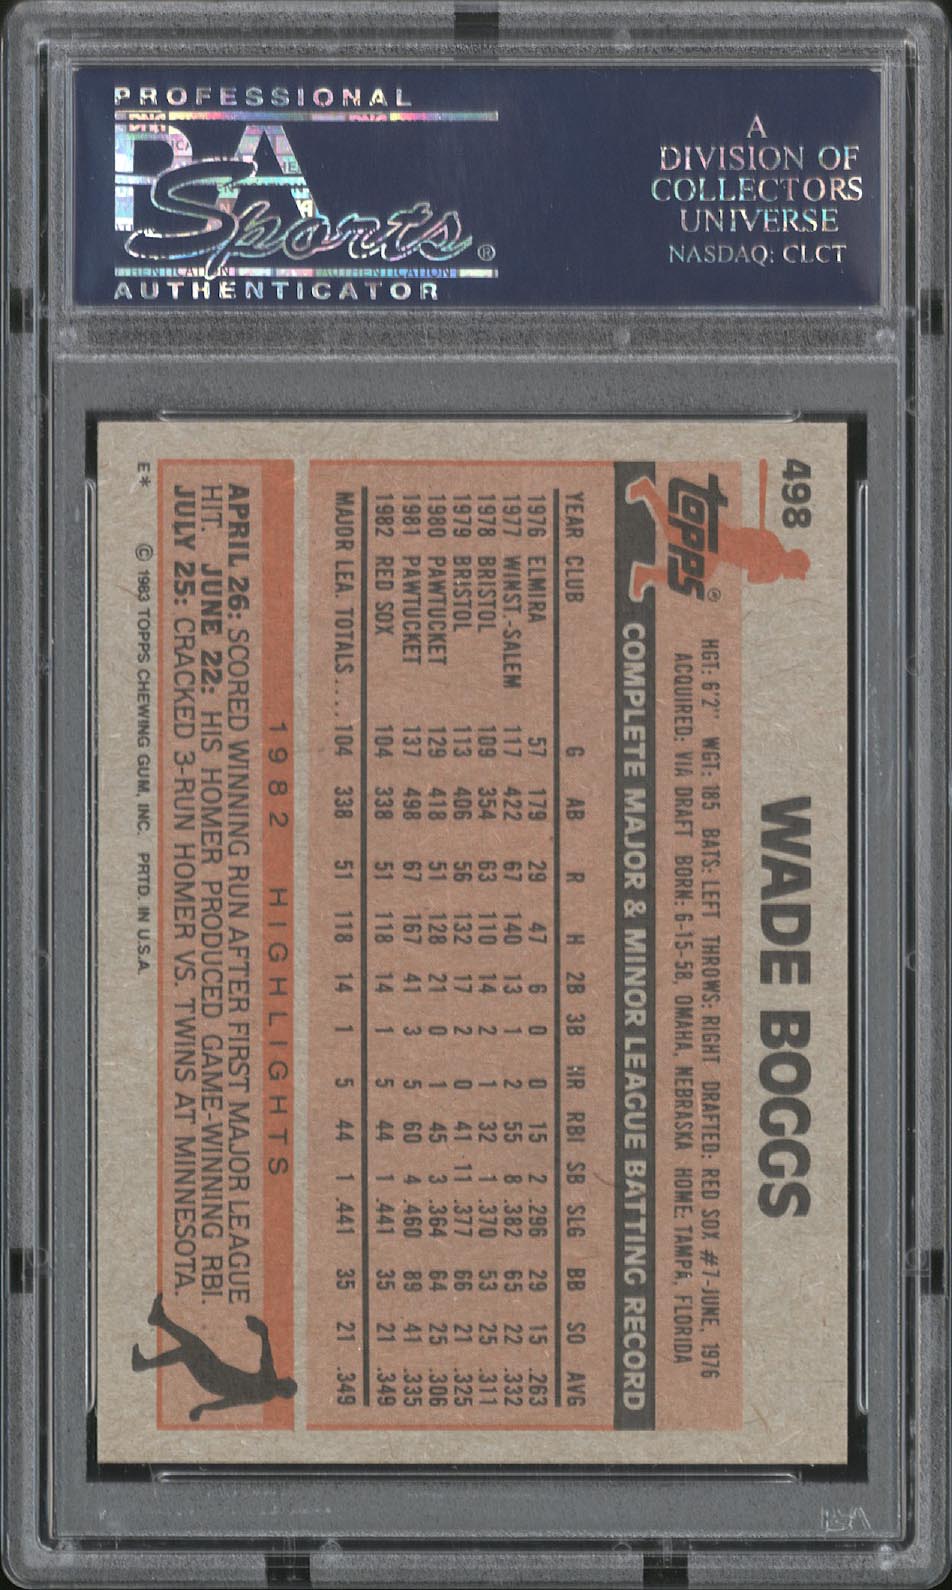 PROFESSIONAL
PSA
Sports®
AUTHENTICATOR
A
DIVISION OF
COLLECTORS
UNIVERSE
NASDAQ: CLCT
498
WADE BOGGS
Topps®
HGT: 6'2" WGT: 185 BATS: LEFT THROWS: RIGHT DRAFTED: RED SOX #7-JUNE, 1976
ACQUIRED: VIA DRAFT BORN: 6-15-58, OMAHA, NEBRASKA HOME: TAMPA, FLORIDA
COMPLETE MAJOR & MINOR LEAGUE BATTING RECORD
YEAR CLUB G AB R H 2B 3B HR RBI SB SLG BB SO AVG
1976 ELMIRA 57 179 29 47 6 0 0 15 2 .296 29 15 .263
1977 WINST.-SALEM 117 422 67 140 13 1 2 55 8 .382 65 22 .332
1978 BRISTOL 109 354 63 110 14 2 1 32 1 .370 53 25 .311
1979 BRISTOL 113 406 56 132 17 2 0 41 11 .377 66 21 .325
1980 PAWTUCKET 129 418 51 128 21 0 1 45 3 .364 64 25 .306
1981 PAWTUCKET 137 498 67 167 41 3 5 60 4 .460 89 41 .335
1982 RED SOX 104 338 51 118 14 1 5 44 1 .441 35 21 .349
MAJOR LEA. TOTALS.... 104 338 51 118 14 1 5 44 1 .441 35 21 .349
1982 HIGHLIGHTS
APRIL 26: SCORED WINNING RUN AFTER FIRST MAJOR LEAGUE
HIT. JUNE 22: HIS HOMER PRODUCED GAME-WINNING RBI.
JULY 25: CRACKED 3-RUN HOMER VS. TWINS AT MINNESOTA.
E* © 1983 TOPPS CHEWING GUM, INC. PRTD. IN U.S.A.
PSA